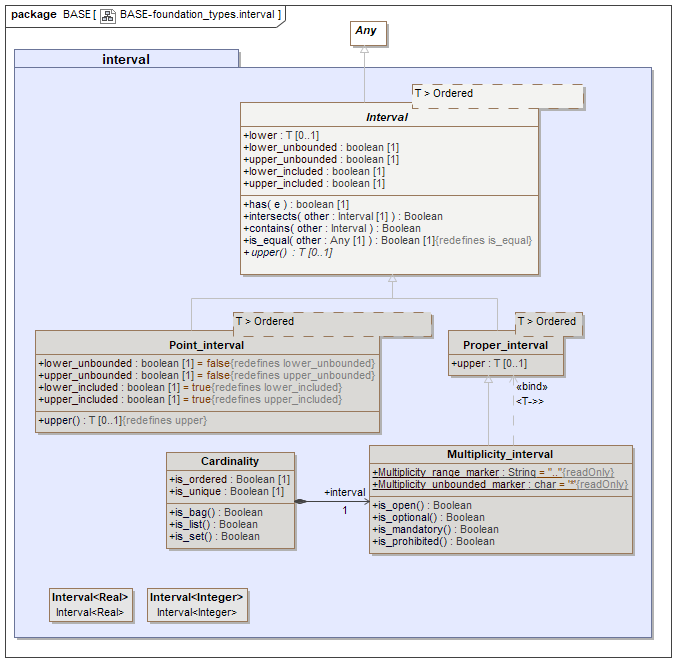 package BASE[ BASE-foundation_types.interval ]
Any
interval
T > Ordered
Interval
+lower : T [0..1]
+lower_unbounded : boolean [1]
+upper_unbounded : boolean [1]
+lower_included : boolean [1]
+upper_included : boolean [1]
+has( e ) : boolean [1]
+intersects( other : Interval [1] ) : Boolean
+contains( other : Interval ) : Boolean
+is_equal( other : Any [1] ) : Boolean [1]{redefines is_equal}
+upper() : T [0..1]
T > Ordered
Point_interval
+lower_unbounded : boolean [1] = false{redefines lower_unbounded}
+upper_unbounded : boolean [1] = false{redefines upper_unbounded}
+lower_included : boolean [1] = true{redefines lower_included}
+upper_included : boolean [1] = true{redefines upper_included}
+upper() : T [0..1]{redefines upper}
T > Ordered
Proper_interval
+upper : T [0..1]
«bind»
<T->>
Cardinality
+is_ordered : Boolean [1]
+is_unique : Boolean [1]
+is_bag() : Boolean
+is_list() : Boolean
+is_set() : Boolean
+interval
1
Multiplicity_interval
+Multiplicity_range_marker : String = ".."{readOnly}
+Multiplicity_unbounded_marker : char = '*'{readOnly}
+is_open() : Boolean
+is_optional() : Boolean
+is_mandatory() : Boolean
+is_prohibited() : Boolean
Interval<Real>
Interval<Real>
Interval<Integer>
Interval<Integer>